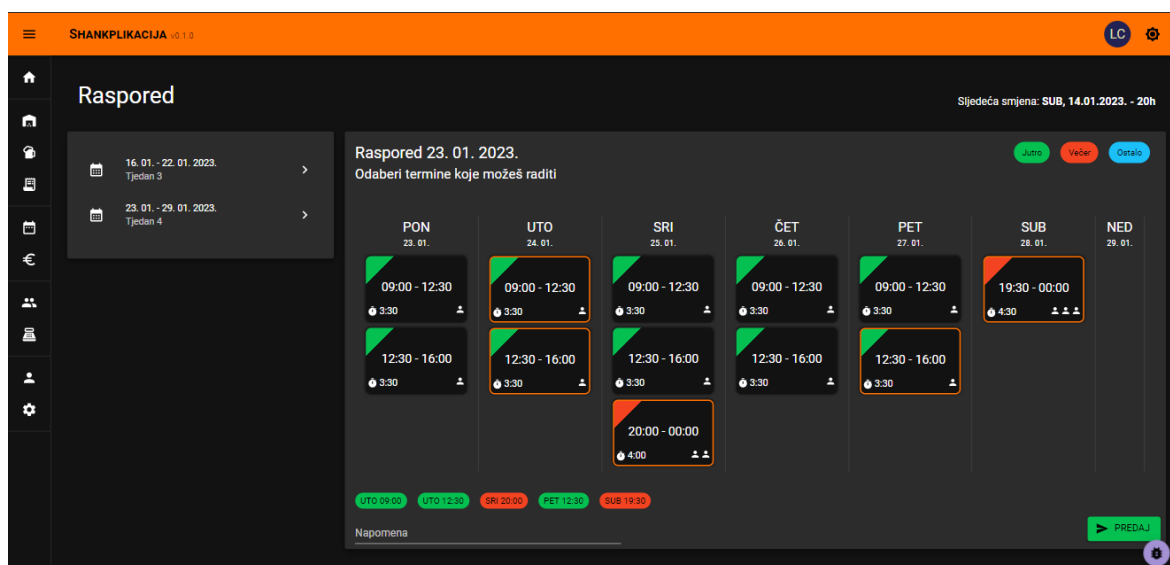 SHANKPLIKACIJA v0.1.0
LC
Raspored
Sljedeća smjena: SUB, 14.01.2023. - 20h
16. 01. - 22. 01. 2023.
Tjedan 3
23. 01. - 29. 01. 2023.
Tjedan 4
Raspored 23. 01. 2023.
Odaberi termine koje možeš raditi
Jutro Večer Ostalo
PON UTO SRI ČET PET SUB NED
23. 01. 24. 01. 25. 01. 26. 01. 27. 01. 28. 01. 29. 01.
09:00 - 12:30 09:00 - 12:30 09:00 - 12:30 09:00 - 12:30 09:00 - 12:30 19:30 - 00:00
3:30 3:30 3:30 3:30 3:30 4:30
12:30 - 16:00 12:30 - 16:00 12:30 - 16:00 12:30 - 16:00 12:30 - 16:00
3:30 3:30 3:30 3:30 3:30
20:00 - 00:00
4:00
UTO 09:00 UTO 12:30 SRI 20:00 PET 12:30 SUB 19:30
Napomena
PREDAJ